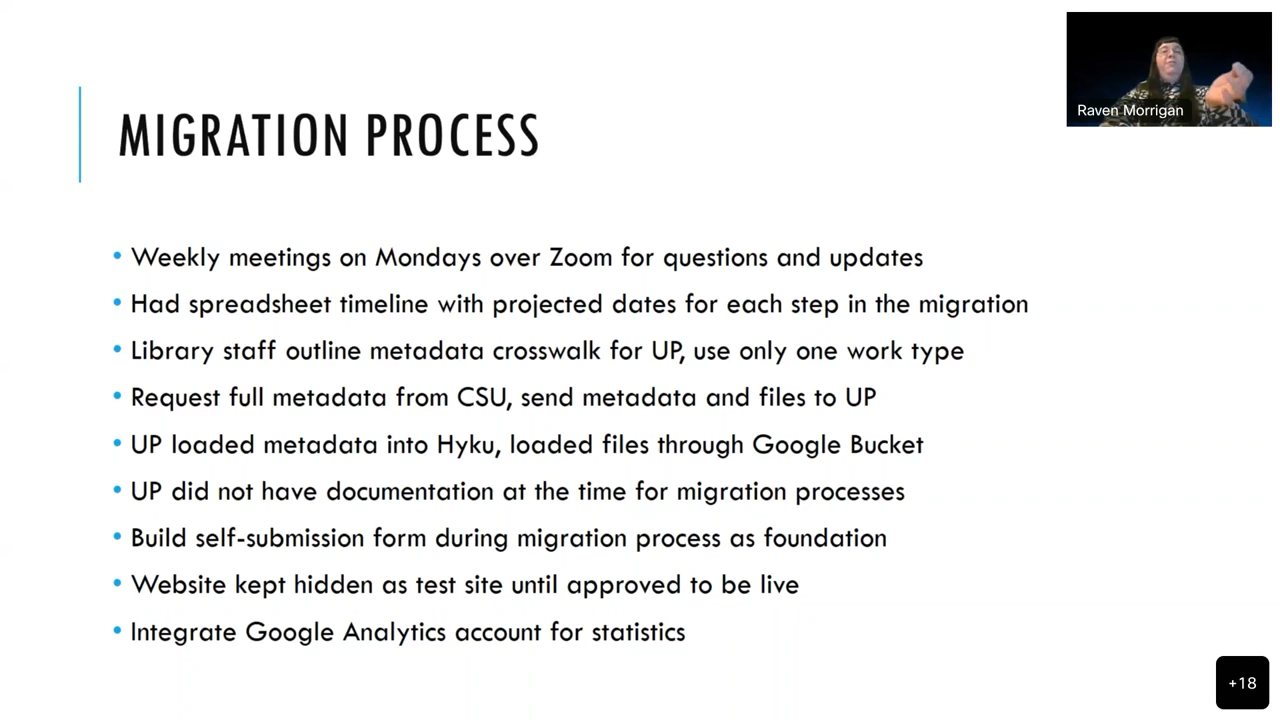 Raven Morrigan
MIGRATION PROCESS
• Weekly meetings on Mondays over Zoom for questions and updates
• Had spreadsheet timeline with projected dates for each step in the migration
• Library staff outline metadata crosswalk for UP, use only one work type
• Request full metadata from CSU, send metadata and files to UP
• UP loaded metadata into Hyku, loaded files through Google Bucket
• UP did not have documentation at the time for migration processes
• Build self-submission form during migration process as foundation
• Website kept hidden as test site until approved to be live
• Integrate Google Analytics account for statistics
+18